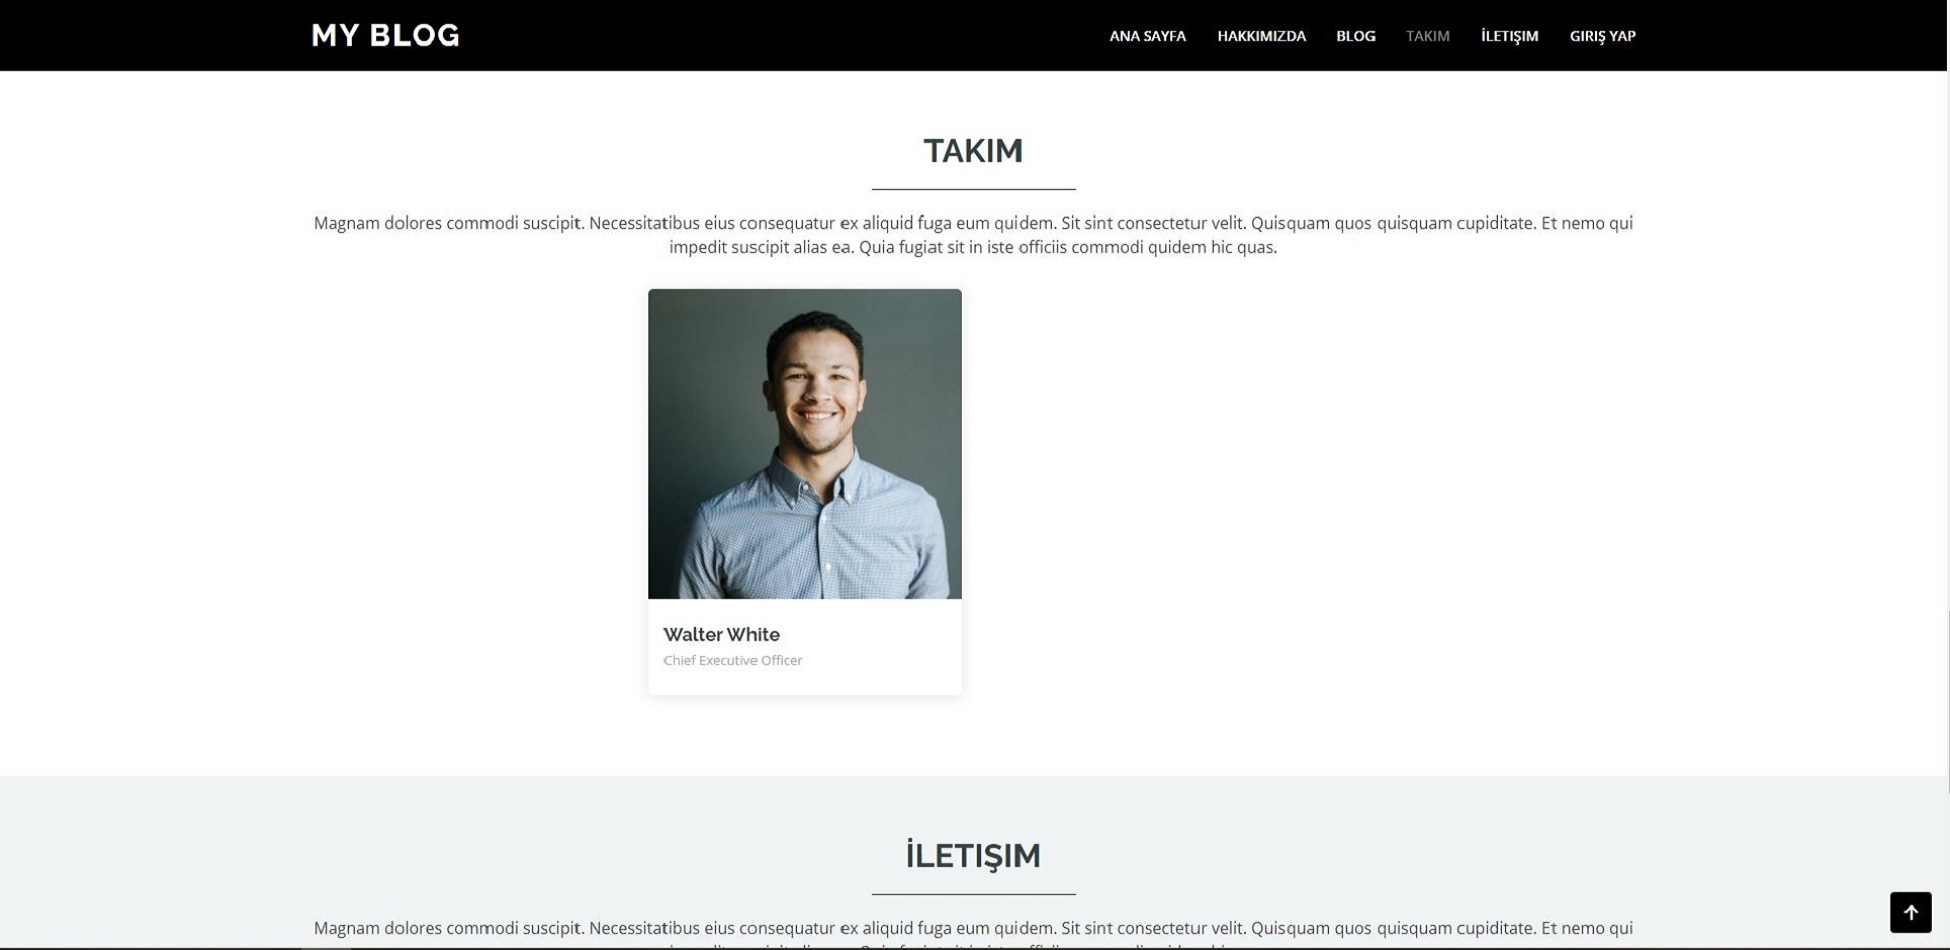 MY BLOG
ANA SAYFA HAKKIMIZDA BLOG TAKIM İLETIŞIM GIRIŞ YAP
TAKIM
Magnam dolores commodi suscipit. Necessitatibus eius consequatur ex aliquid fuga eum quidem. Sit sint consectetur velit. Quisquam quos quisquam cupiditate. Et nemo qui
impedit suscipit alias ea. Quia fugiat sit in iste officiis commodi quidem hic quas.
Walter White
Chief Executive Officer
İLETIŞIM
Magnam dolores commodi suscipit. Necessitatibus eius consequatur ex aliquid fuga eum quidem. Sit sint consectetur velit. Quisquam quos quisquam cupiditate. Et nemo qui